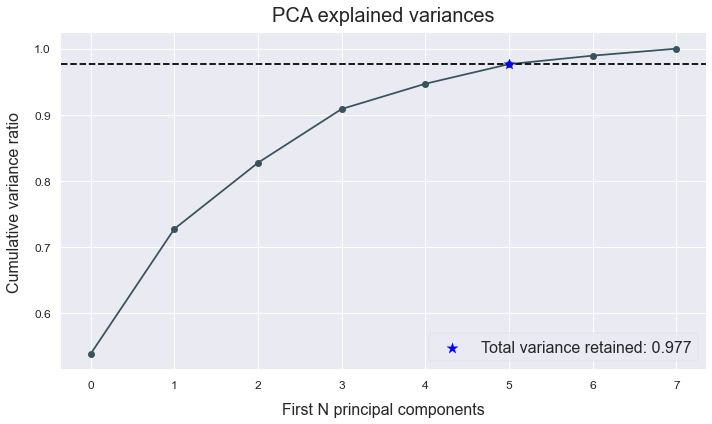 PCA explained variances
Cumulative variance ratio
1.0
0.9
0.8
0.7
0.6
Total variance retained: 0.977
0 1 2 3 4 5 6 7
First N principal components